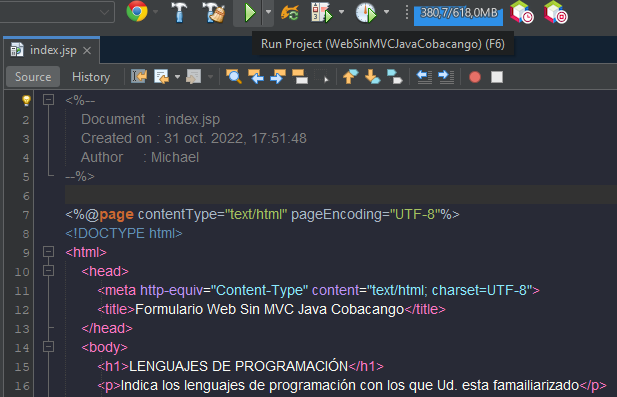 380,7/618,0MB
index.jsp
Run Project (WebSinMVCJavaCobacango) (F6)
Source History
<%--
2 Document : index.jsp
3 Created on : 31 oct. 2022, 17:51:48
4 Author : Michael
5 --%>
6
7 <%@page contentType="text/html" pageEncoding="UTF-8"%>
8 <!DOCTYPE html>
9 <html>
10 <head>
11 <meta http-equiv="Content-Type" content="text/html; charset=UTF-8">
12 <title>Formulario Web Sin MVC Java Cobacango</title>
13 </head>
14 <body>
15 <h1>LENGUAJES DE PROGRAMACIÓN</h1>
16 <p>Indica los lenguajes de programación con los que Ud. esta famailiarizado</p>